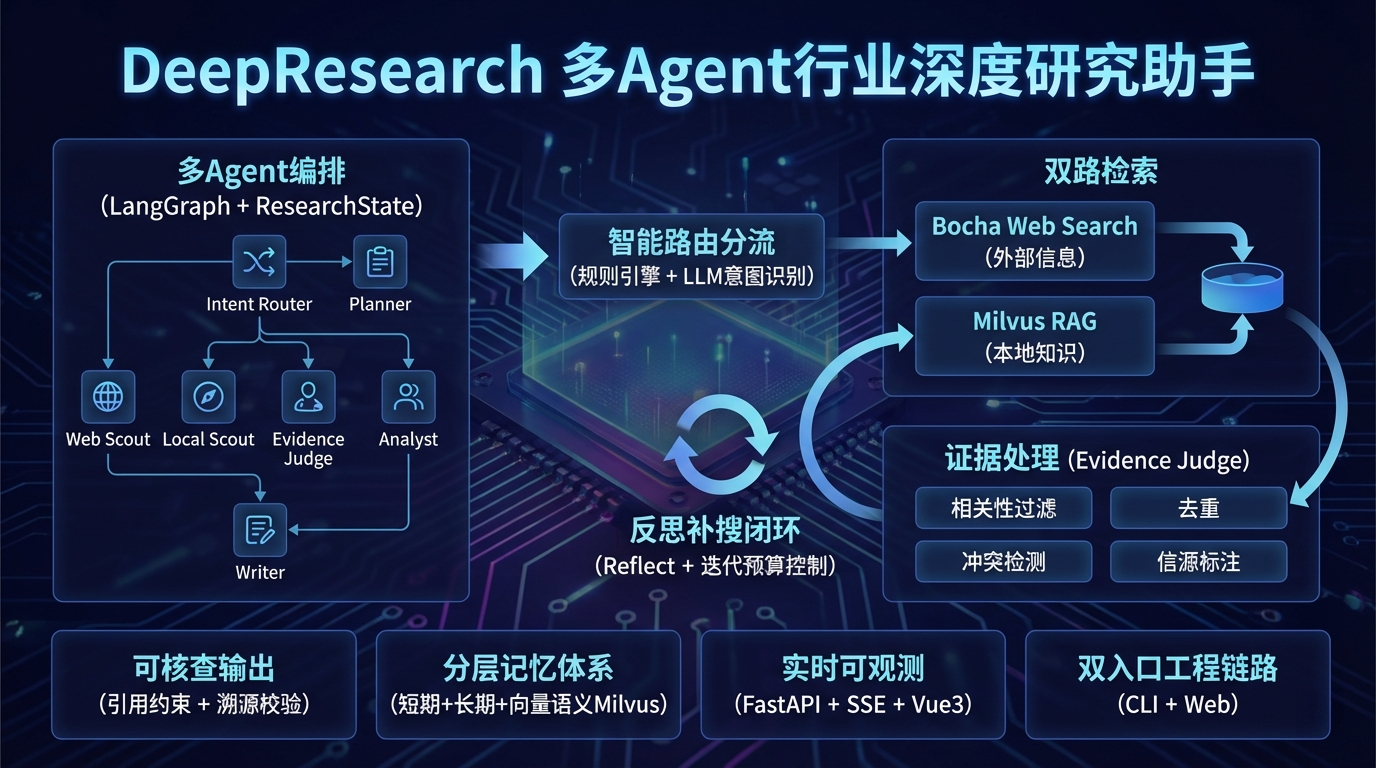 DeepResearch 多Agent行业深度研究助手
多Agent编排
（LangGraph + ResearchState）
Intent Router
Planner
Web Scout
Local Scout
Evidence
Judge
Analyst
Writer
智能路由分流
（规则引擎 + LLM意图识别）
反思补搜闭环
（Reflect + 迭代预算控制）
双路检索
Bocha Web Search
（外部信息）
Milvus RAG
（本地知识）
证据处理 (Evidence Judge)
相关性过滤
去重
冲突检测
信源标注
可核查输出
（引用约束 + 溯源校验）
分层记忆体系
（短期+长期+向量语义Milvus）
实时可观测
（FastAPI + SSE + Vue3）
双入口工程链路
（CLI + Web）